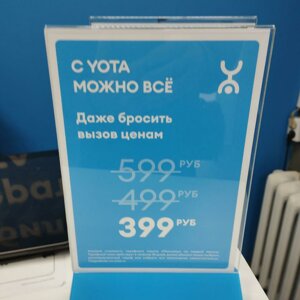 С YOTA
МОЖНО ВСЁ
Даже бросить
вызов ценам
599 РУБ
499 РУБ
399 РУБ